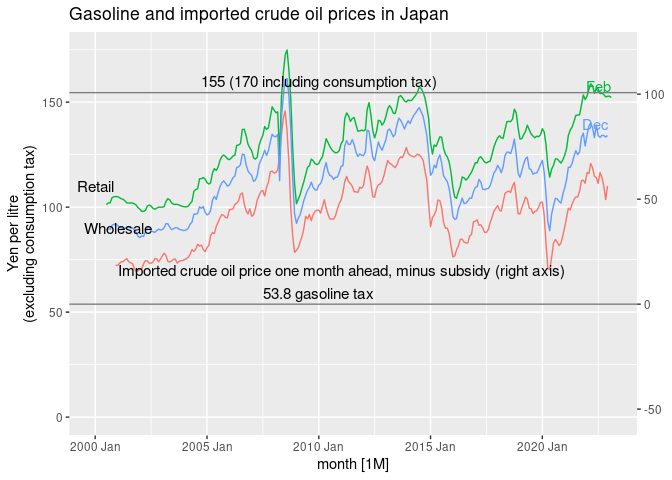 Gasoline and imported crude oil prices in Japan
Yen per litre
(excluding consumption tax)
150
100
50
0
155 (170 including consumption tax)
Feb
Dec
Retail
Wholesale
Imported crude oil price one month ahead, minus subsidy (right axis)
53.8 gasoline tax
100
50
0
-50
2000 Jan
2005 Jan
2010 Jan
2015 Jan
2020 Jan
month [1M]